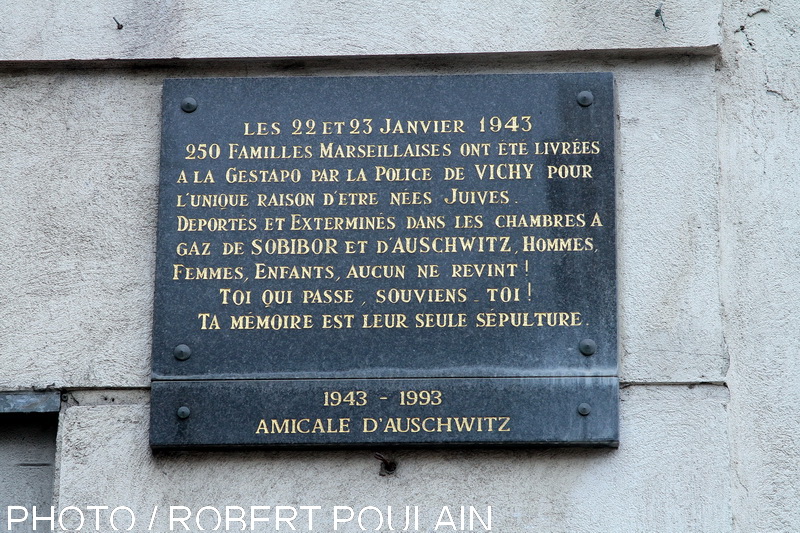 LES 22 ET 23 JANVIER 1943
250 FAMILLES MARSEILLAISES ONT ÉTÉ LIVRÉES
A LA GESTAPO PAR LA POLICE DE VICHY POUR
L'UNIQUE RAISON D'ETRE NÉES JUIVES.
DEPORTÉS ET EXTERMINÉS DANS LES CHAMBRES A
GAZ DE SOBIBOR ET D'AUSCHWITZ, HOMMES,
FEMMES, ENFANTS, AUCUN NE REVINT !
TOI QUI PASSE, SOUVIENS-TOI !
TA MÉMOIRE EST LEUR SEULE SÉPULTURE.
1943 - 1993
AMICALE D'AUSCHWITZ
PHOTO / ROBERT POULAIN